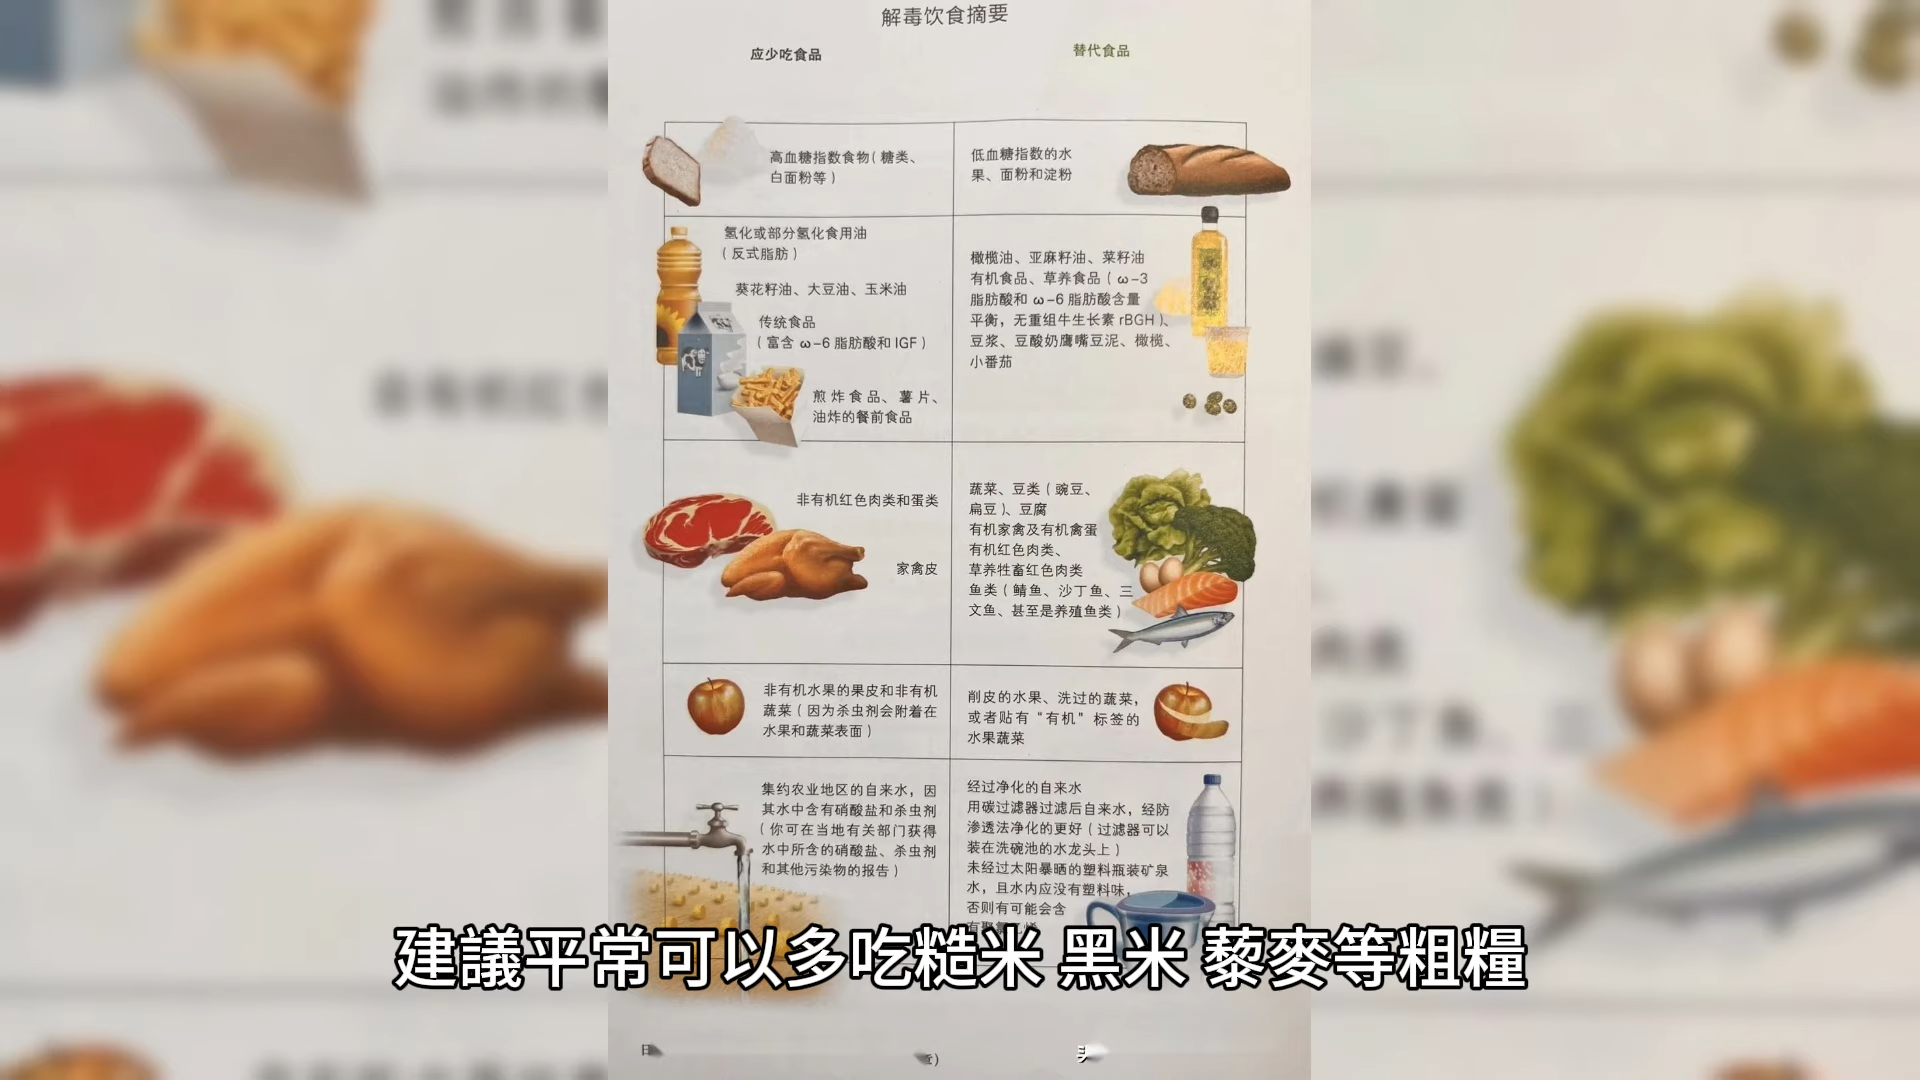 解毒饮食摘要
应少吃食品
替代食品
高血糖指数食物（糖类、
白面粉等）
低血糖指数的水
果、面粉和淀粉
氢化或部分氢化食用油
（反式脂肪）
葵花籽油、大豆油、玉米油
传统食品
（富含 ω-6 脂肪酸和 IGF）
煎炸食品、薯片、
油炸的餐前食品
橄榄油、亚麻籽油、菜籽油
有机食品、草养食品（ω-3
脂肪酸和 ω-6 脂肪酸含量
平衡，无重组牛生长素 rBGH）、
豆浆、豆酸奶鹰嘴豆泥、橄榄、
小番茄
非有机红色肉类和蛋类
家禽皮
蔬菜、豆类（豌豆、
扁豆）、豆腐
有机家禽及有机禽蛋
有机红色肉类、
草养牲畜红色肉类
鱼类（鲭鱼、沙丁鱼、三
文鱼、甚至是养殖鱼类）
非有机水果的果皮和非有机
蔬菜（因为杀虫剂会附着在
水果和蔬菜表面）
削皮的水果、洗过的蔬菜，
或者贴有“有机”标签的
水果蔬菜
集约农业地区的自来水，因
其水中含有硝酸盐和杀虫剂
（你可在当地有关部门获得
水中所含的硝酸盐、杀虫剂
和其他污染物的报告）
经过净化的自来水
用碳过滤器过滤后自来水，经防
渗透法净化的更好（过滤器可以
装在洗碗池的水龙头上）
未经过太阳暴晒的塑料瓶装矿泉
水，且水内应没有塑料味，
否则有可能会含
建議平常可以多吃糙米 黑米 藜麥等粗糧